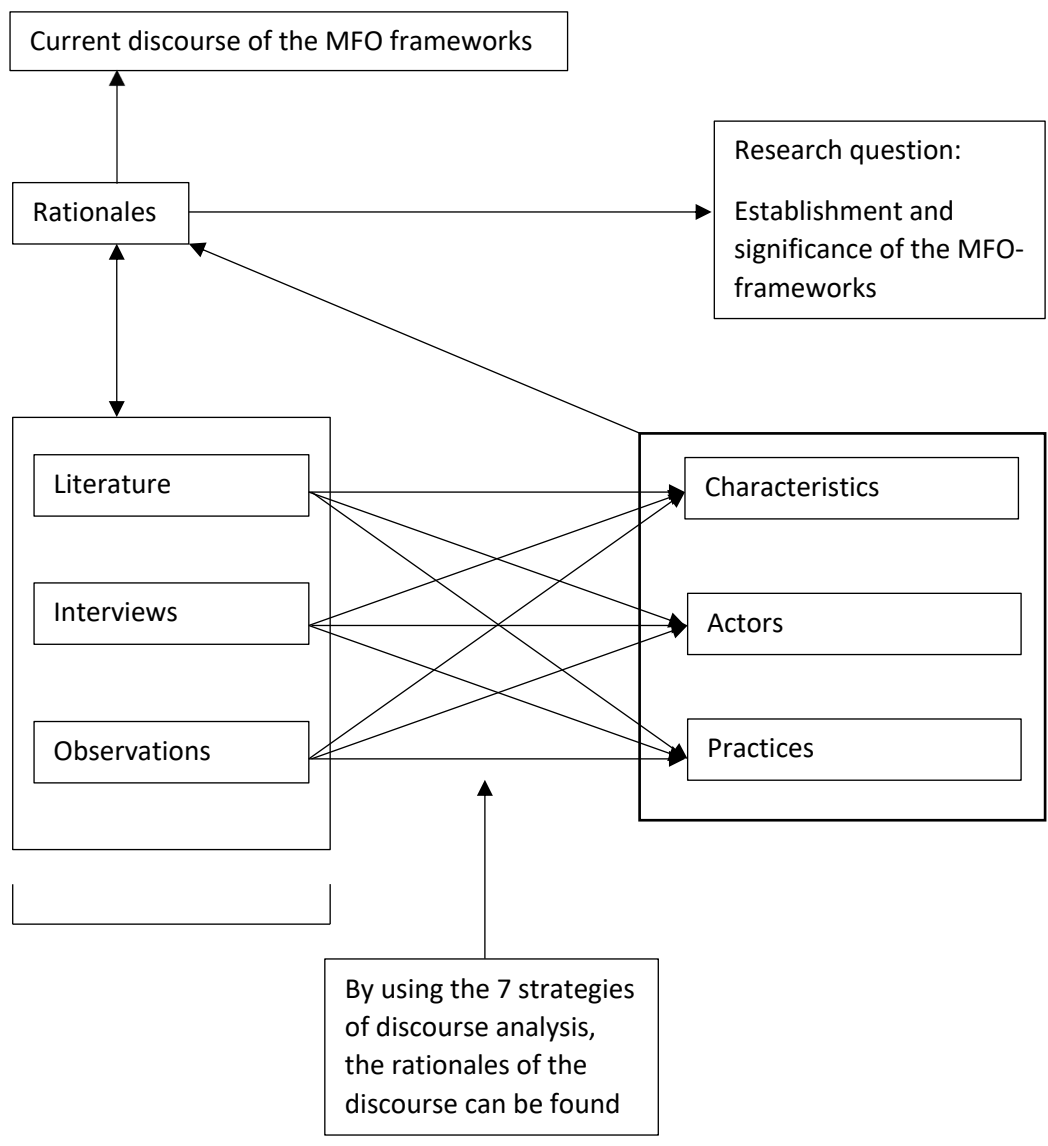 Current discourse of the MFO frameworks
Research question:
Establishment and
significance of the MFO-
frameworks
Rationales
Literature
Characteristics
Interviews
Actors
Observations
Practices
By using the 7 strategies
of discourse analysis,
the rationales of the
discourse can be found